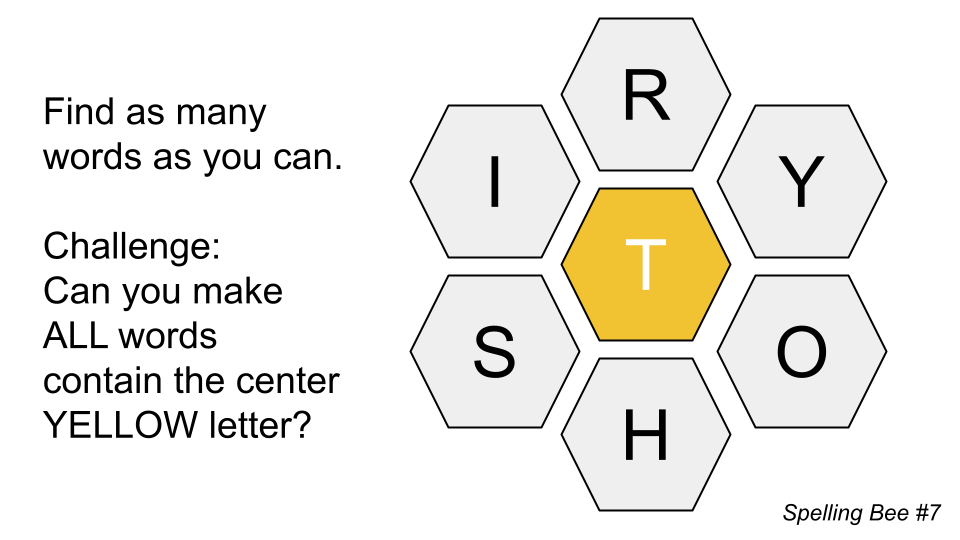 Find as many
words as you can.
Challenge:
Can you make
ALL words
contain the center
YELLOW letter?
R
I
Y
T
S
O
H
Spelling Bee #7